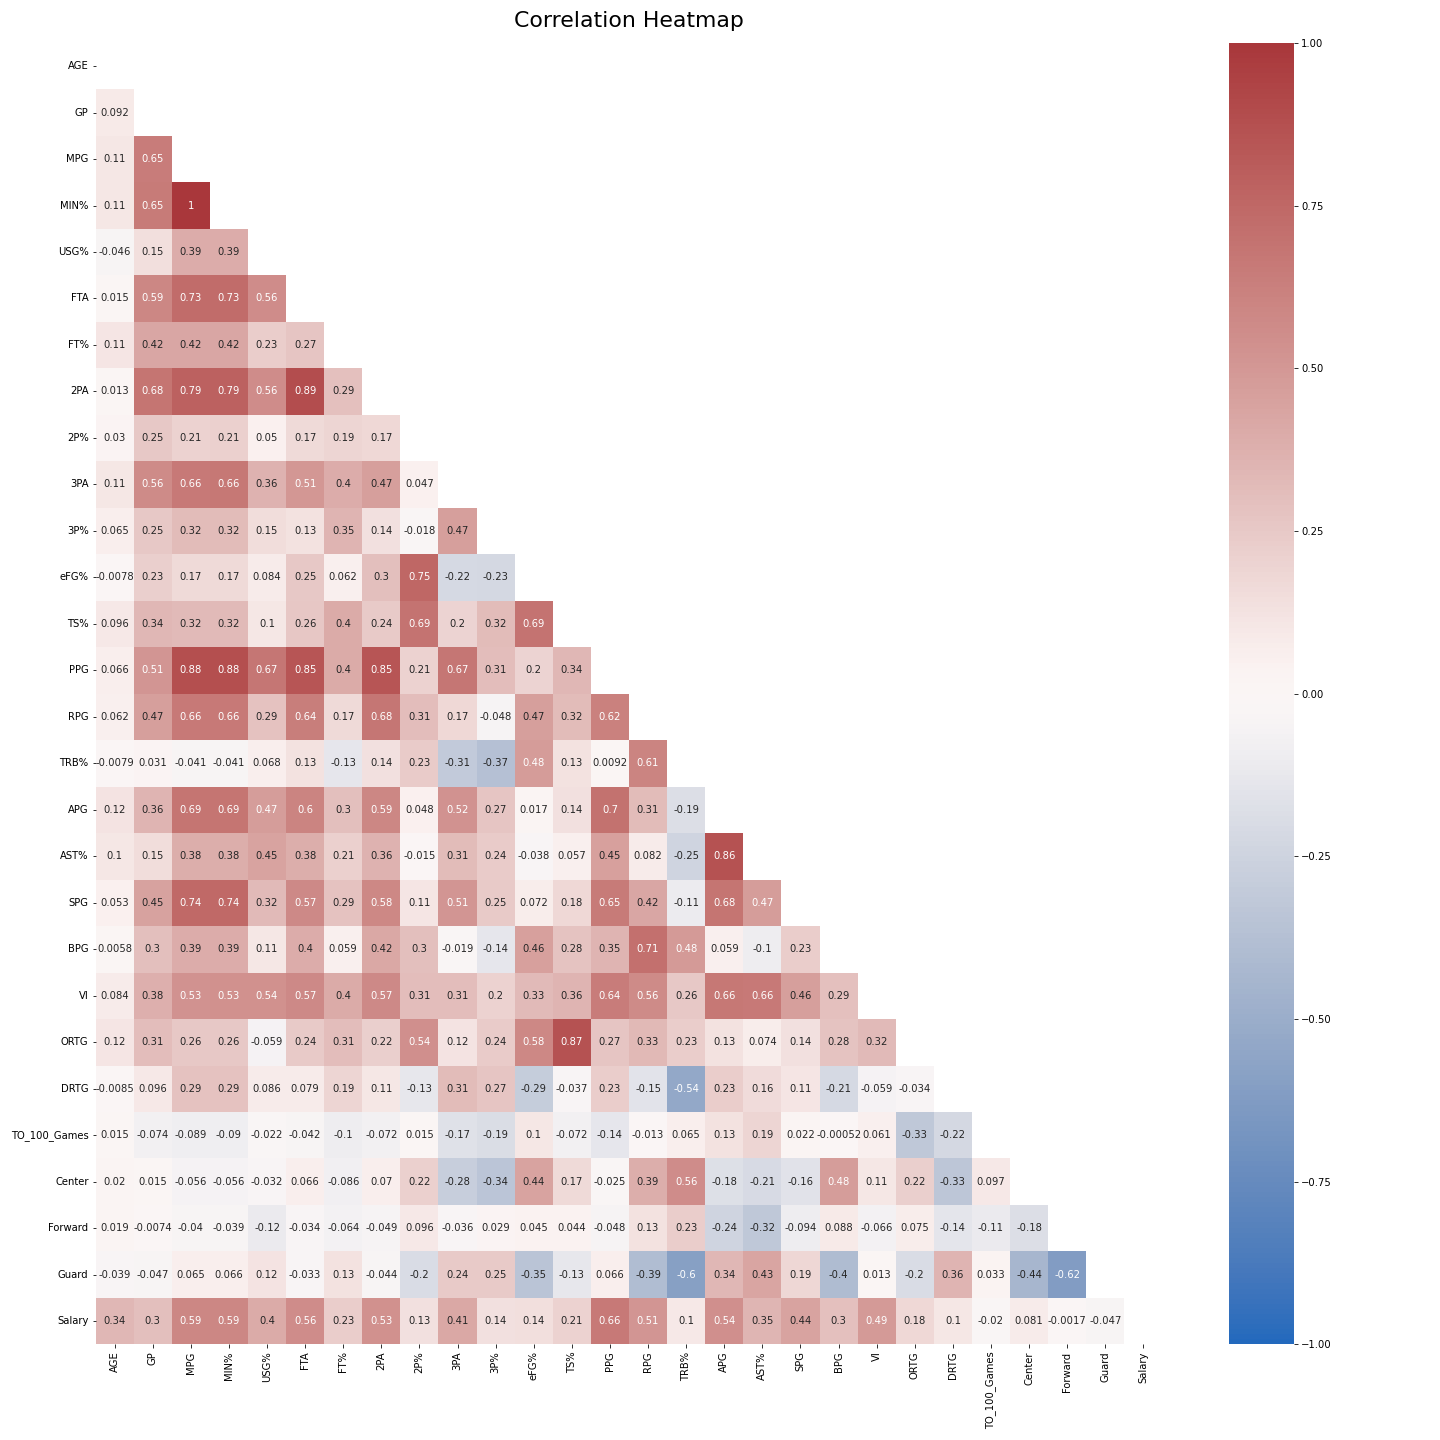 Correlation Heatmap
AGE
GP 0.092
MPG 0.11 0.65
MIN% 0.11 0.65 1
USG% -0.046 0.15 0.39 0.39
FTA 0.015 0.59 0.73 0.73 0.56
FT% 0.11 0.42 0.42 0.42 0.23 0.27
2PA 0.013 0.68 0.79 0.79 0.56 0.89 0.29
2P% 0.03 0.25 0.21 0.21 0.05 0.17 0.19 0.17
3PA 0.11 0.56 0.66 0.66 0.36 0.51 0.4 0.47 0.047
3P% 0.065 0.25 0.32 0.32 0.15 0.13 0.35 0.14 -0.018 0.47
eFG% -0.0078 0.23 0.17 0.17 0.084 0.25 0.062 0.3 0.75 -0.22 -0.23
TS% 0.096 0.34 0.32 0.32 0.1 0.26 0.4 0.24 0.69 0.2 0.32 0.69
PPG 0.066 0.51 0.88 0.88 0.67 0.85 0.4 0.85 0.21 0.67 0.31 0.2 0.34
RPG 0.062 0.47 0.66 0.66 0.29 0.64 0.17 0.68 0.31 0.17 -0.048 0.47 0.32 0.62
TRB% -0.0079 0.031 -0.041 -0.041 0.068 0.13 -0.13 0.14 0.23 -0.31 -0.37 0.48 0.13 0.0092 0.61
APG 0.12 0.36 0.69 0.69 0.47 0.6 0.3 0.59 0.048 0.52 0.27 0.017 0.14 0.7 0.31 -0.19
AST% 0.1 0.15 0.38 0.38 0.45 0.38 0.21 0.36 -0.015 0.31 0.24 -0.038 0.057 0.45 0.082 -0.25 0.86
SPG 0.053 0.45 0.74 0.74 0.32 0.57 0.29 0.58 0.11 0.51 0.25 0.072 0.18 0.65 0.42 -0.11 0.68 0.47
BPG 0.0058 0.3 0.39 0.39 0.11 0.4 0.059 0.42 0.3 -0.019 -0.14 0.46 0.28 0.35 0.71 0.48 0.059 -0.1 0.23
VI 0.084 0.38 0.53 0.53 0.54 0.57 0.4 0.57 0.31 0.31 0.2 0.33 0.36 0.64 0.56 0.26 0.66 0.66 0.46 0.29
ORTG 0.12 0.31 0.26 0.26 -0.059 0.24 0.31 0.22 0.54 0.12 0.24 0.58 0.87 0.27 0.33 0.23 0.13 0.074 0.14 0.28 0.32
DRTG -0.0085 0.096 0.29 0.29 0.086 0.079 0.19 0.11 -0.13 0.31 0.27 -0.29 -0.037 0.23 -0.15 -0.54 0.23 0.16 0.11 -0.21 -0.059 -0.034
TO_100_Games 0.015 -0.074 -0.089 -0.09 -0.022 -0.042 -0.1 -0.072 0.015 -0.17 -0.19 0.1 -0.072 -0.14 -0.013 0.065 0.13 0.19 0.022 -0.00052 0.061 -0.33 -0.22
Center 0.02 0.015 -0.056 -0.056 -0.032 0.066 -0.086 0.07 0.22 -0.28 -0.34 0.44 0.17 -0.025 0.39 0.56 -0.18 -0.21 -0.16 0.48 0.11 0.22 -0.33 0.097
Forward 0.019 -0.0074 -0.04 -0.039 -0.12 -0.034 -0.064 -0.049 0.096 -0.036 0.029 0.045 0.044 -0.048 0.13 0.23 -0.24 -0.32 -0.094 0.088 -0.066 0.075 -0.14 -0.11 -0.18
Guard -0.039 -0.047 0.065 0.066 0.12 -0.033 0.13 -0.044 -0.2 0.24 0.25 -0.35 -0.13 0.066 -0.39 -0.6 0.34 0.43 0.19 -0.4 0.013 -0.2 0.36 0.033 -0.44 -0.62
Salary 0.34 0.3 0.59 0.59 0.4 0.56 0.23 0.53 0.13 0.41 0.14 0.14 0.21 0.66 0.51 0.1 0.54 0.35 0.44 0.3 0.49 0.18 0.1 -0.02 0.081 -0.0017 -0.047
AGE GP MPG MIN% USG% FTA FT% 2PA 2P% 3PA 3P% eFG% TS% PPG RPG TRB% APG AST% SPG BPG VI ORTG DRTG TO_100_Games Center Forward Guard Salary
1.00
0.75
0.50
0.25
0.00
−0.25
−0.50
−0.75
−1.00